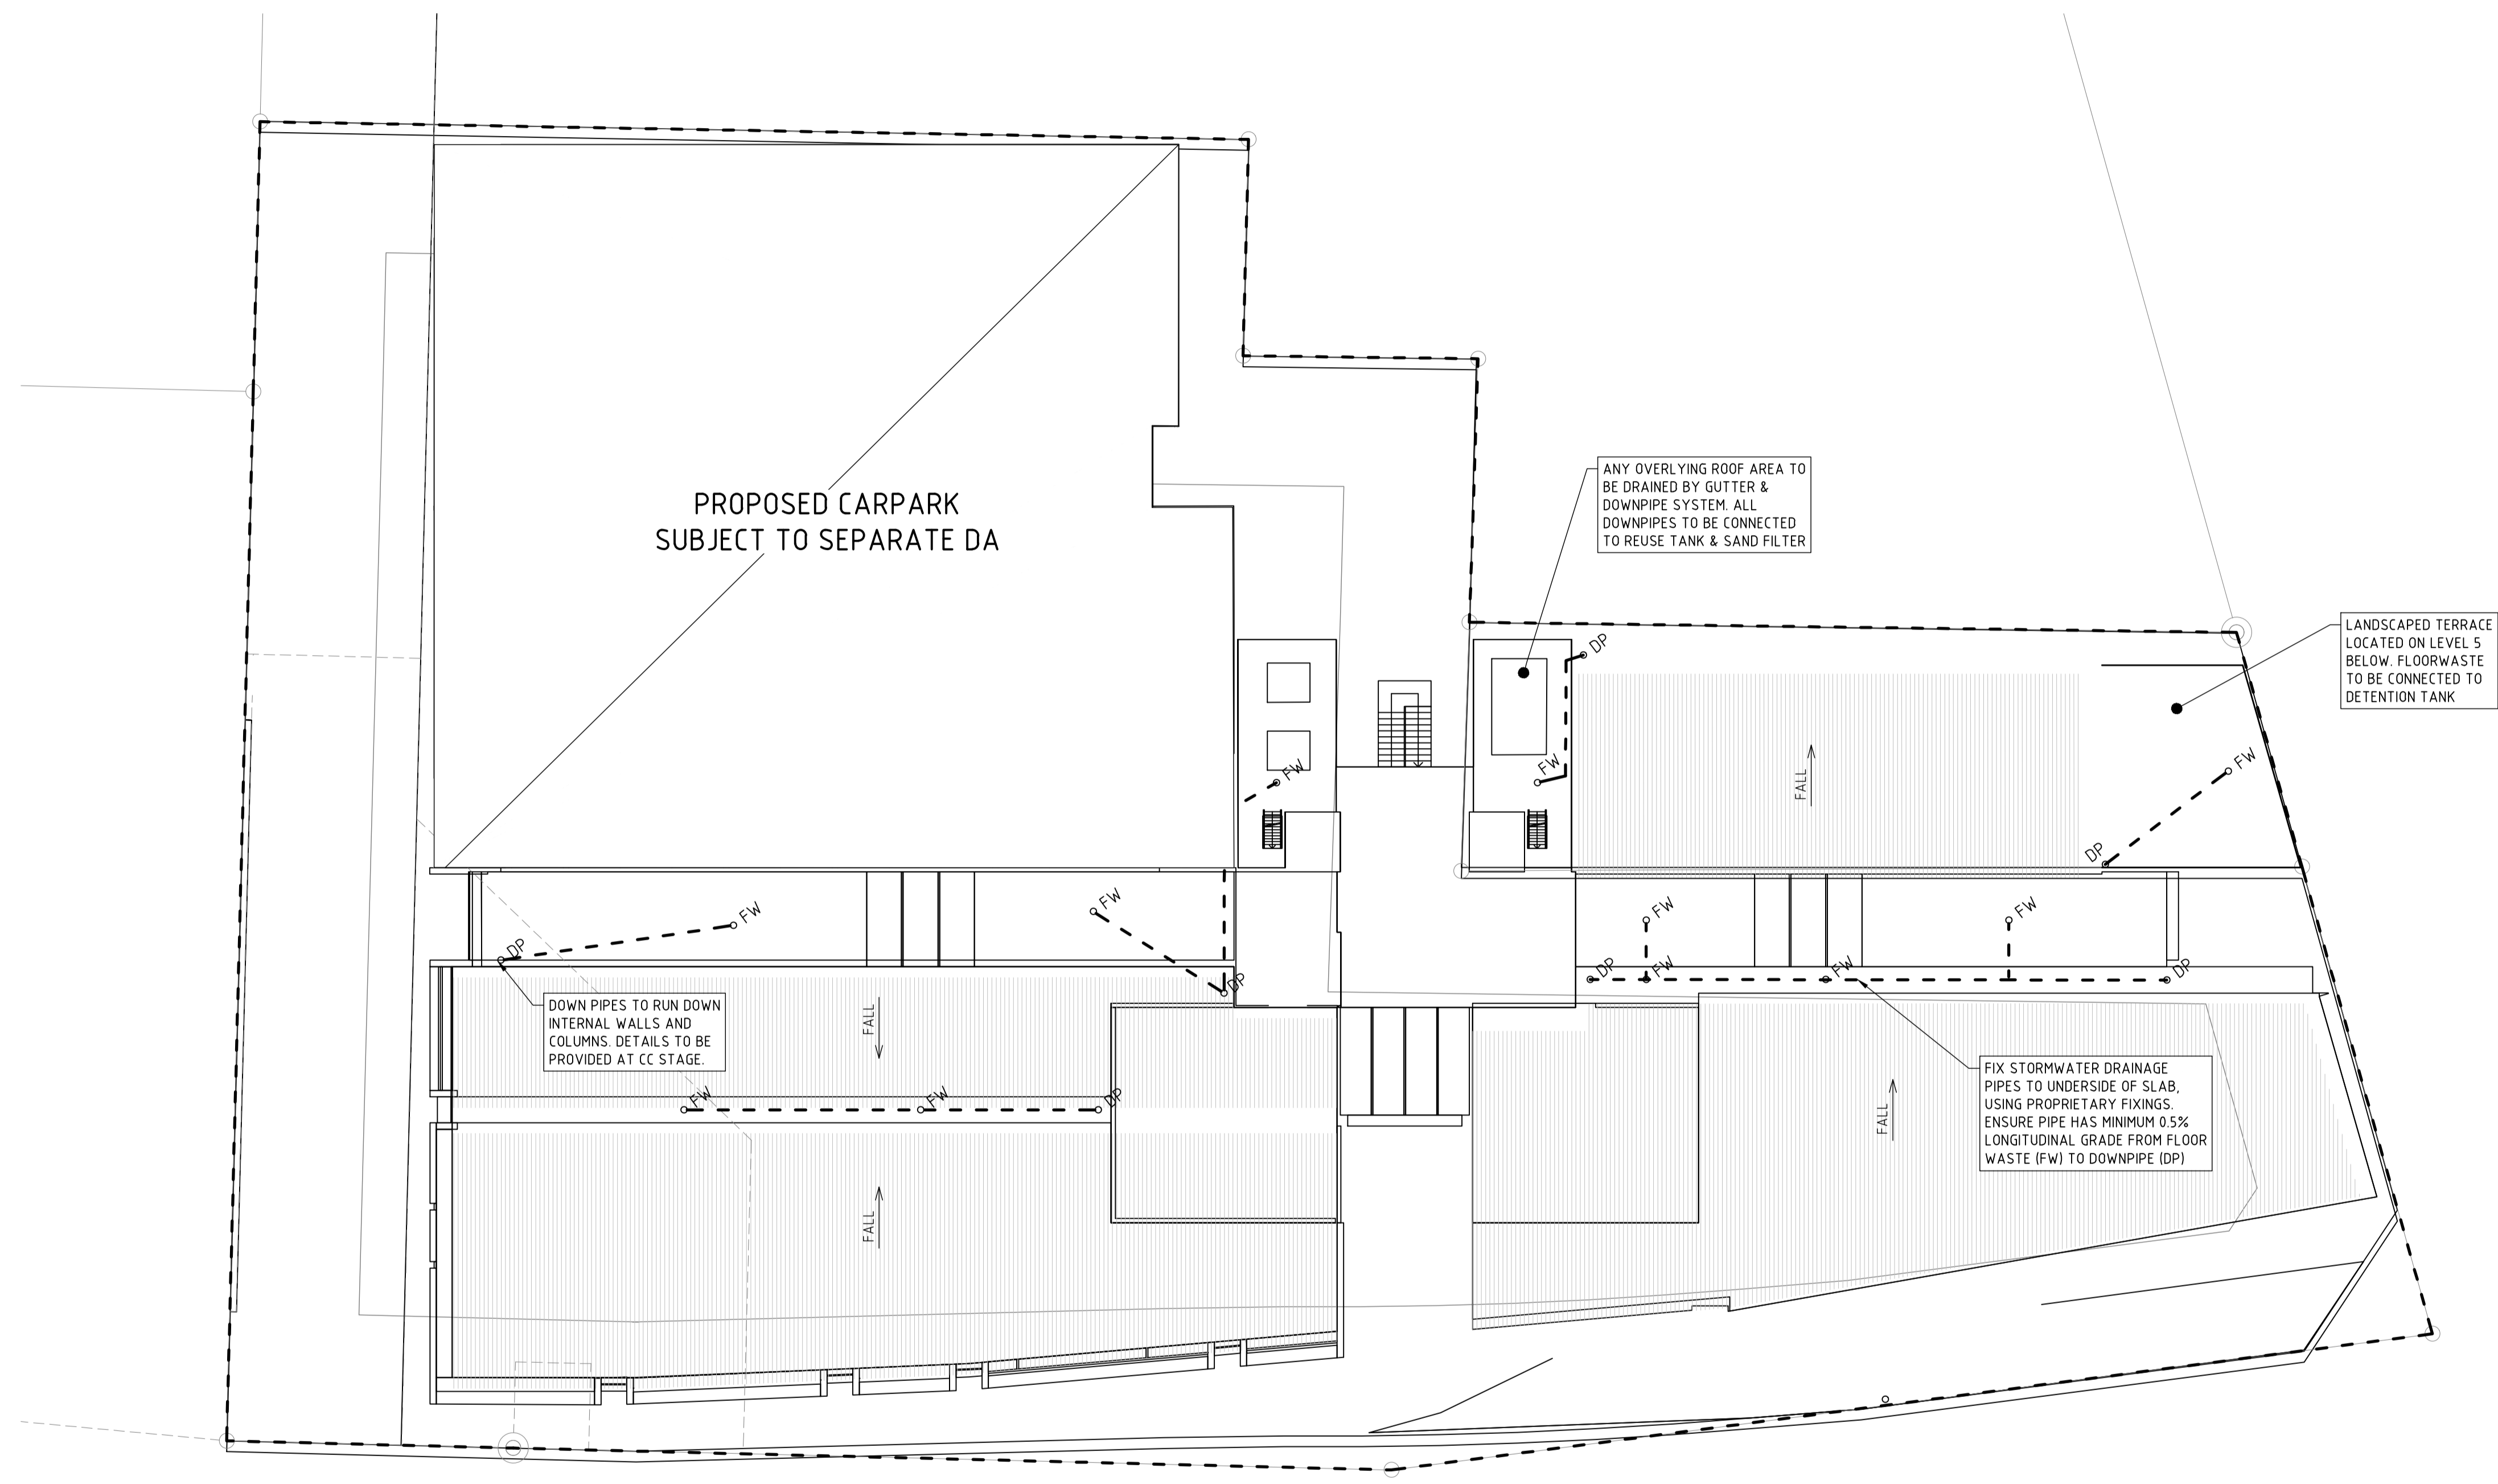 PROPOSED CARPARK
SUBJECT TO SEPARATE DA
ANY OVERLYING ROOF AREA TO
BE DRAINED BY GUTTER &
DOWNPIPE SYSTEM. ALL
DOWNPIPES TO BE CONNECTED
TO REUSE TANK & SAND FILTER
LANDSCAPED TERRACE
LOCATED ON LEVEL 5
BELOW. FLOORWASTE
TO BE CONNECTED TO
DETENTION TANK
DP
FW
FW
FALL
FW
DP
FW
FW
FW
FW
DP
DP
DP
FW
FW
DP
DOWN PIPES TO RUN DOWN
INTERNAL WALLS AND
COLUMNS. DETAILS TO BE
PROVIDED AT CC STAGE.
FALL
FW
FW
DP
FIX STORMWATER DRAINAGE
PIPES TO UNDERSIDE OF SLAB,
USING PROPRIETARY FIXINGS.
ENSURE PIPE HAS MINIMUM 0.5%
LONGITUDINAL GRADE FROM FLOOR
WASTE (FW) TO DOWNPIPE (DP)
FALL
FALL